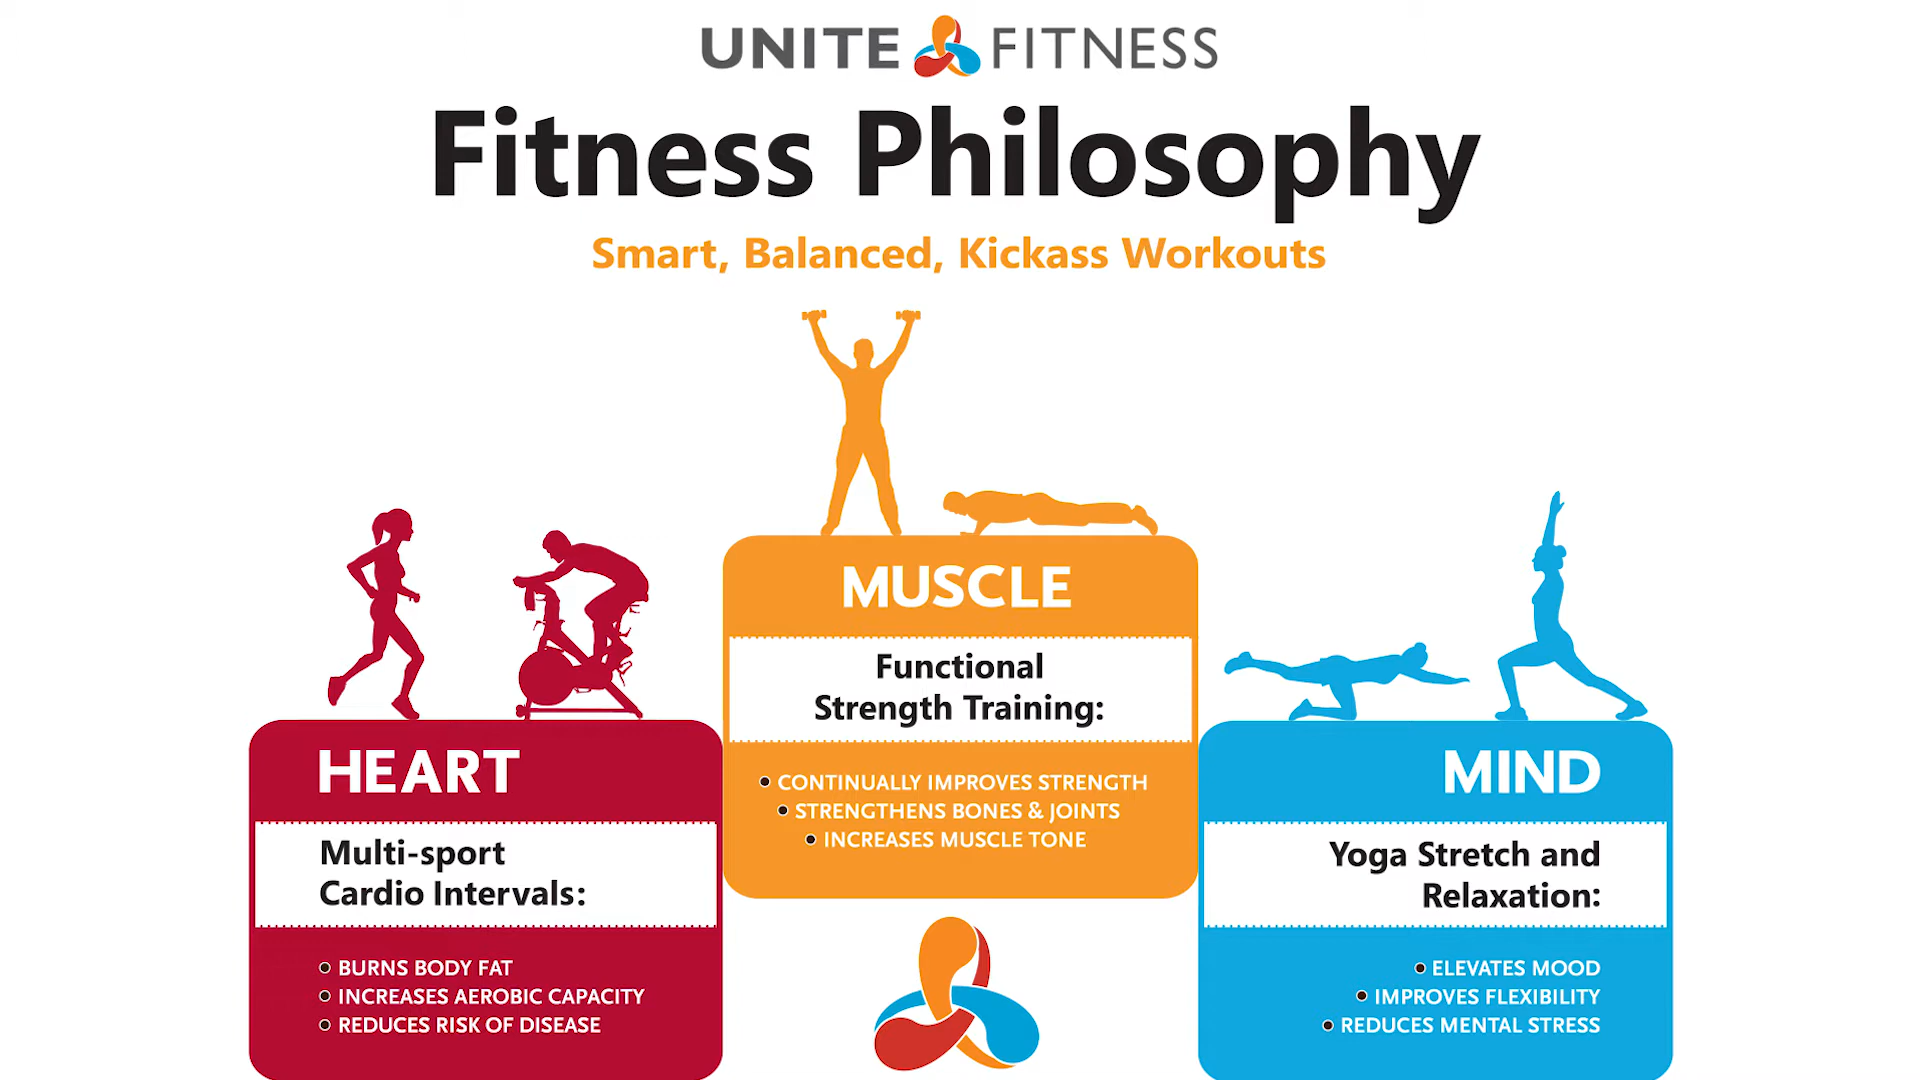 UNITE FITNESS
Fitness Philosophy
Smart, Balanced, Kickass Workouts
HEART
Multi-sport
Cardio Intervals:
• BURNS BODY FAT
• INCREASES AEROBIC CAPACITY
• REDUCES RISK OF DISEASE
MUSCLE
Functional
Strength Training:
• CONTINUALLY IMPROVES STRENGTH
• STRENGTHENS BONES & JOINTS
• INCREASES MUSCLE TONE
MIND
Yoga Stretch and
Relaxation:
• ELEVATES MOOD
• IMPROVES FLEXIBILITY
• REDUCES MENTAL STRESS